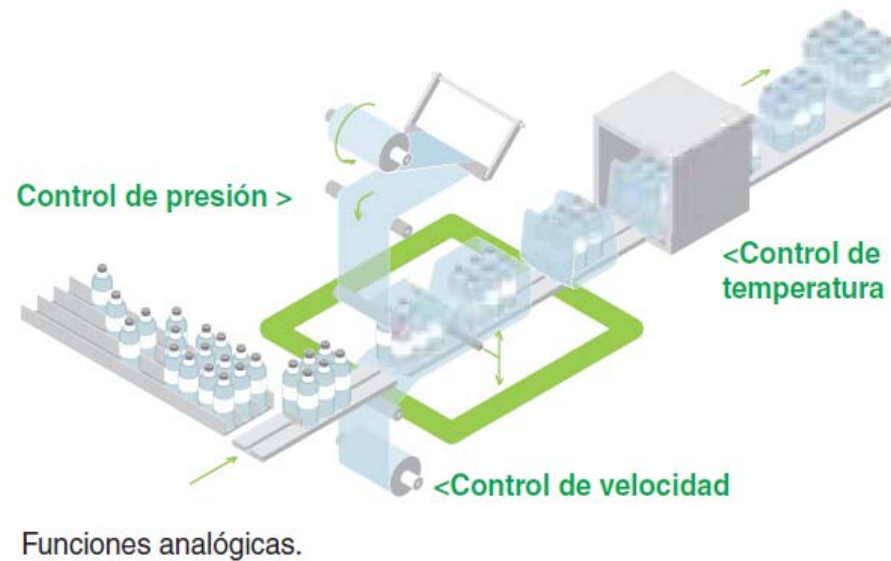 Control de presión >
<Control de
temperatura
<Control de velocidad
Funciones analógicas.